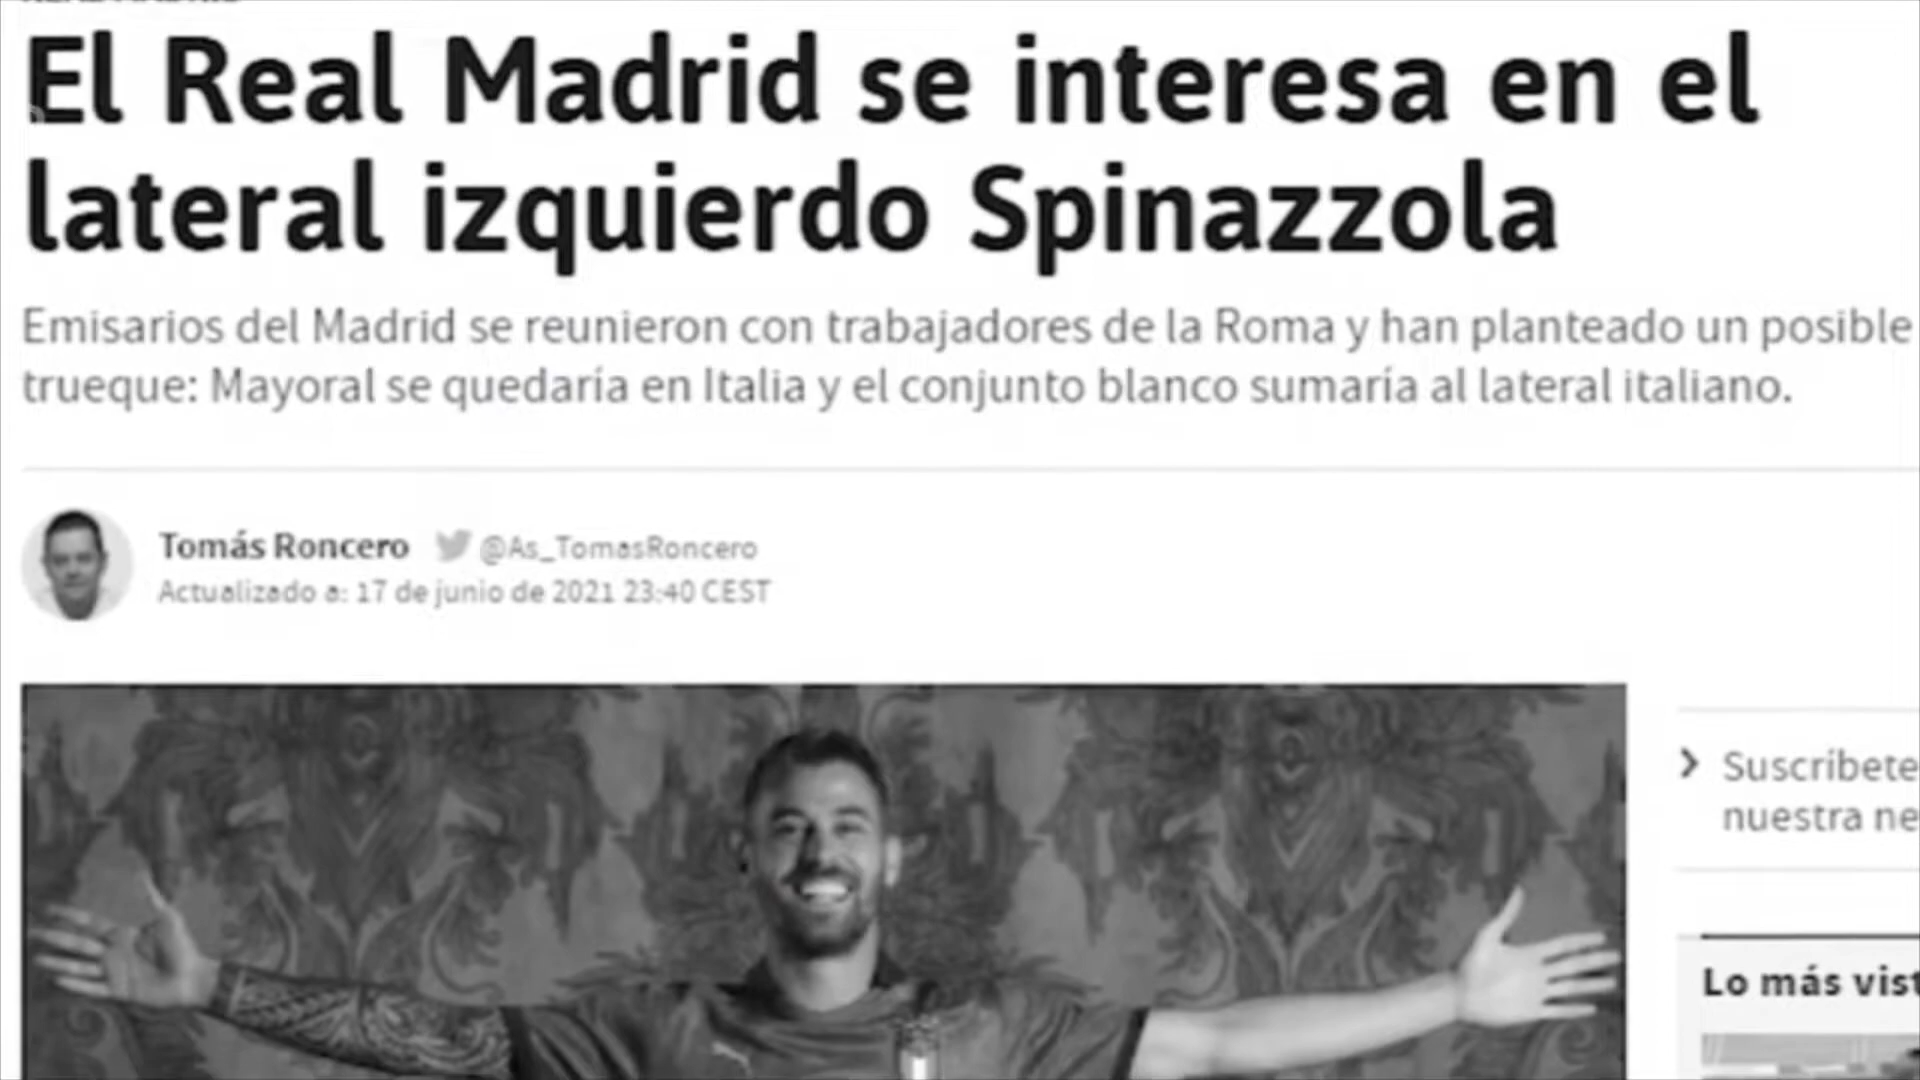 El Real Madrid se interesa en el
lateral izquierdo Spinazzola
Emisarios del Madrid se reunieron con trabajadores de la Roma y han planteado un posible
trueque: Mayoral se quedaría en Italia y el conjunto blanco sumaría al lateral italiano.
Tomás Roncero @As_TomasRoncero
Actualizado a: 17 de junio de 2021 23:40 CEST
Suscríbete
nuestra ne
Lo más vist